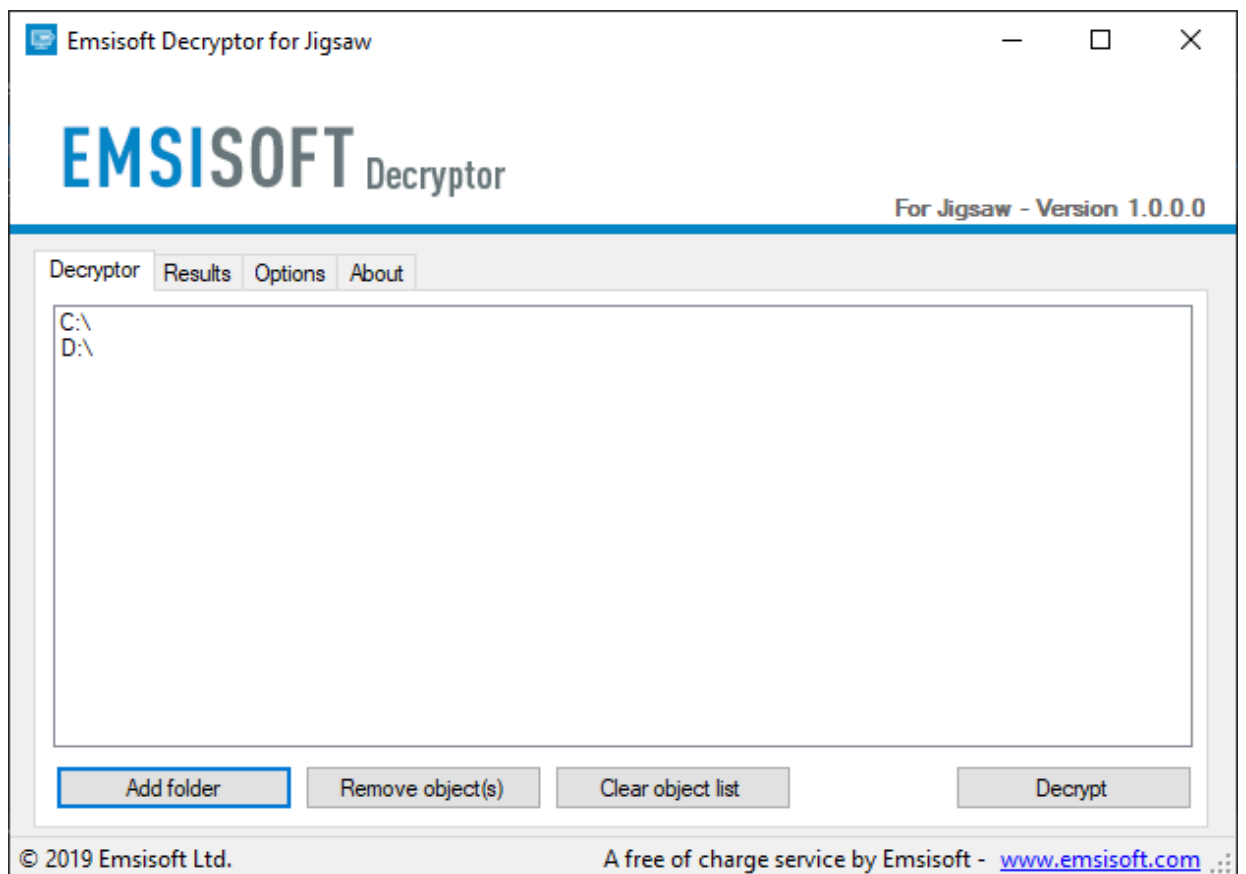 Emsisoft Decryptor for Jigsaw
EMSISOFT Decryptor
For Jigsaw - Version 1.0.0.0
Decryptor Results Options About
C:\
D:\
Add folder Remove object(s) Clear object list Decrypt
© 2019 Emsisoft Ltd. A free of charge service by Emsisoft - www.emsisoft.com